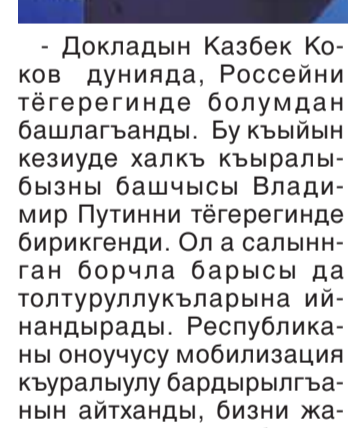 - Докладын Казбек Ко-
ков дунияда, Россейни
тёгерегинде болумдан
башлагъанды. Бу къыйын
кезиуде халкъ къыралы-
бызны башчысы Влади-
мир Путинни тёгерегинде
бирикгенди. Ол а салынн-
ган борчла барысы да
толтуруллукъларына ий-
нандырады. Республика-
ны оноучусу мобилизация
къуралыулу бардырылгъа-
нын айтханды, бизни жа-